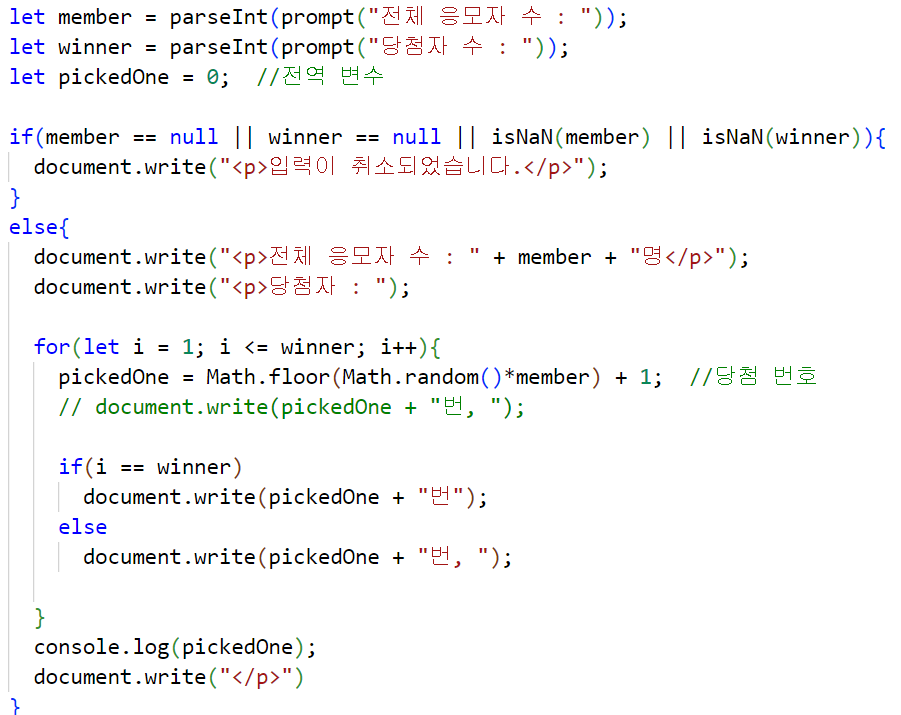 let member = parseInt(prompt("전체 응모자 수 : "));
let winner = parseInt(prompt("당첨자 수 : "));
let pickedOne = 0;  //전역 변수

if(member == null || winner == null || isNaN(member) || isNaN(winner)){
  document.write("<p>입력이 취소되었습니다.</p>");
}
else{
  document.write("<p>전체 응모자 수 : " + member + "명</p>");
  document.write("<p>당첨자 : ");

  for(let i = 1; i <= winner; i++){
    pickedOne = Math.floor(Math.random()*member) + 1;  //당첨 번호
    // document.write(pickedOne + "번, ");

    if(i == winner)
      document.write(pickedOne + "번");
    else
      document.write(pickedOne + "번, ");

  }
  console.log(pickedOne);
  document.write("</p>")
}